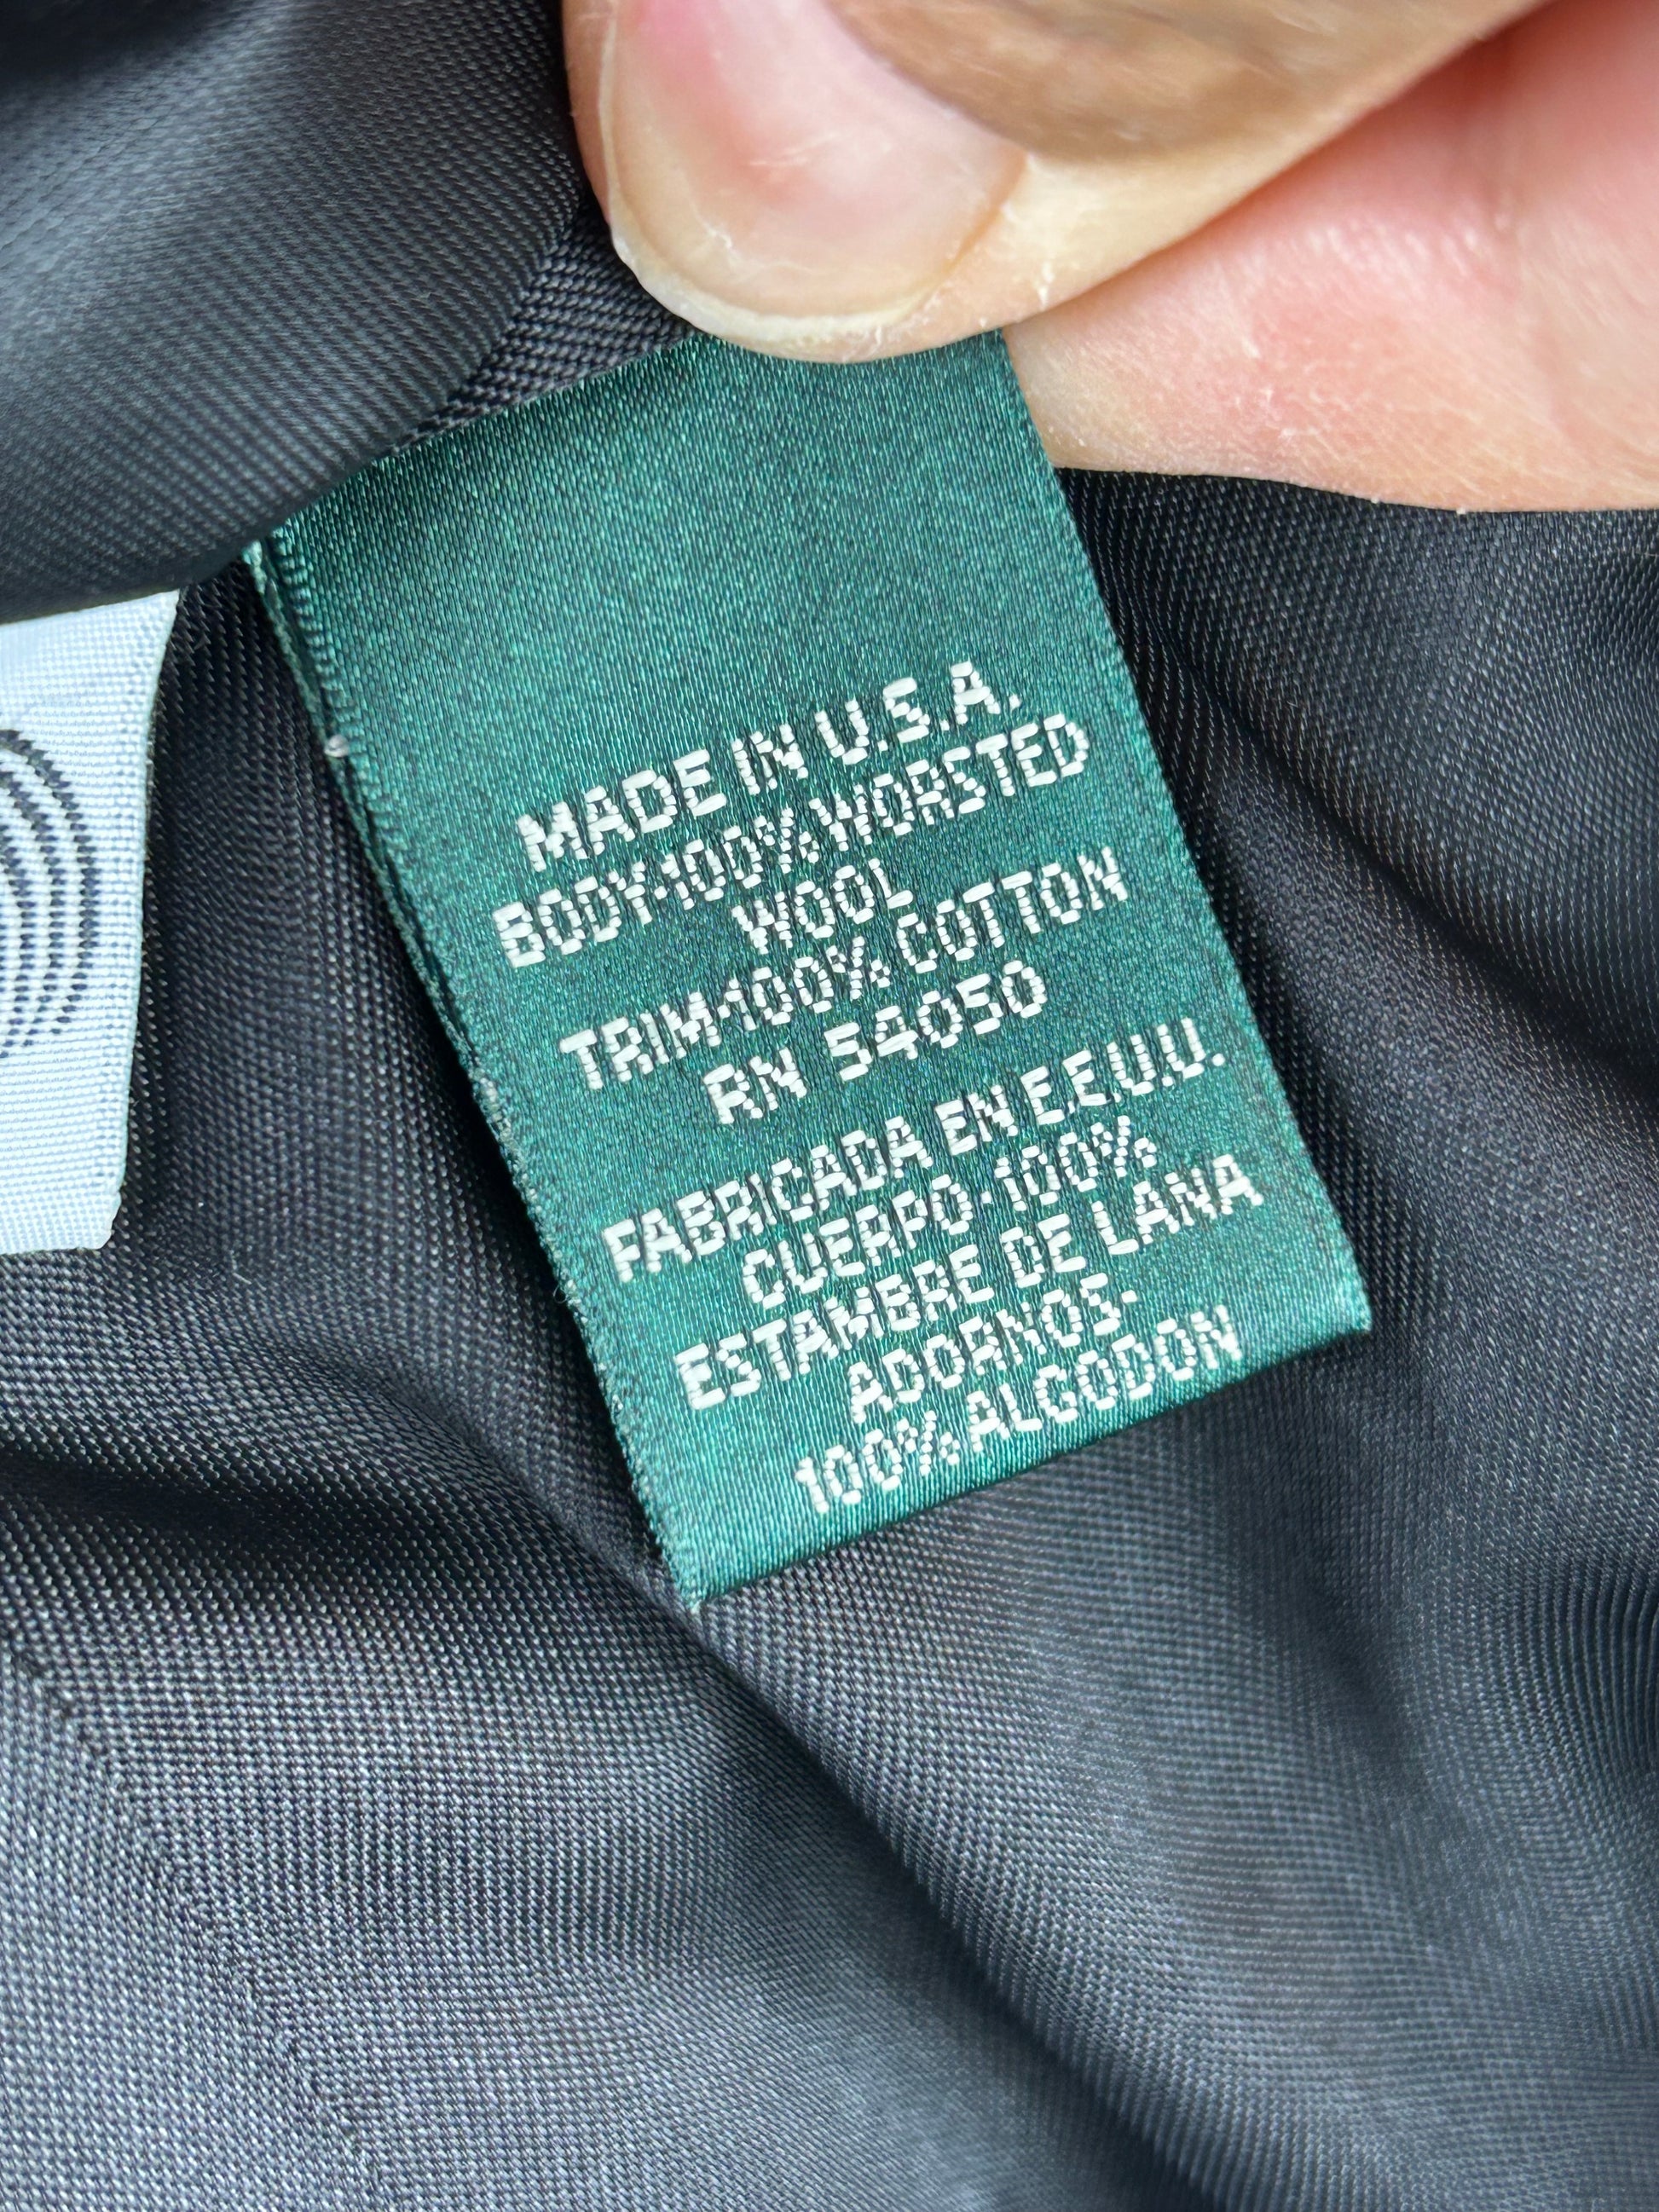 MADE IN U.S.A.
BODY-100% WORSTED
WOOL
TRIM-100% COTTON
RN 54050
FABRICADA EN E.E.U.U.
CUERPO-100%
ESTAMBRE DE LANA
ADORNOS-
100% ALGODON